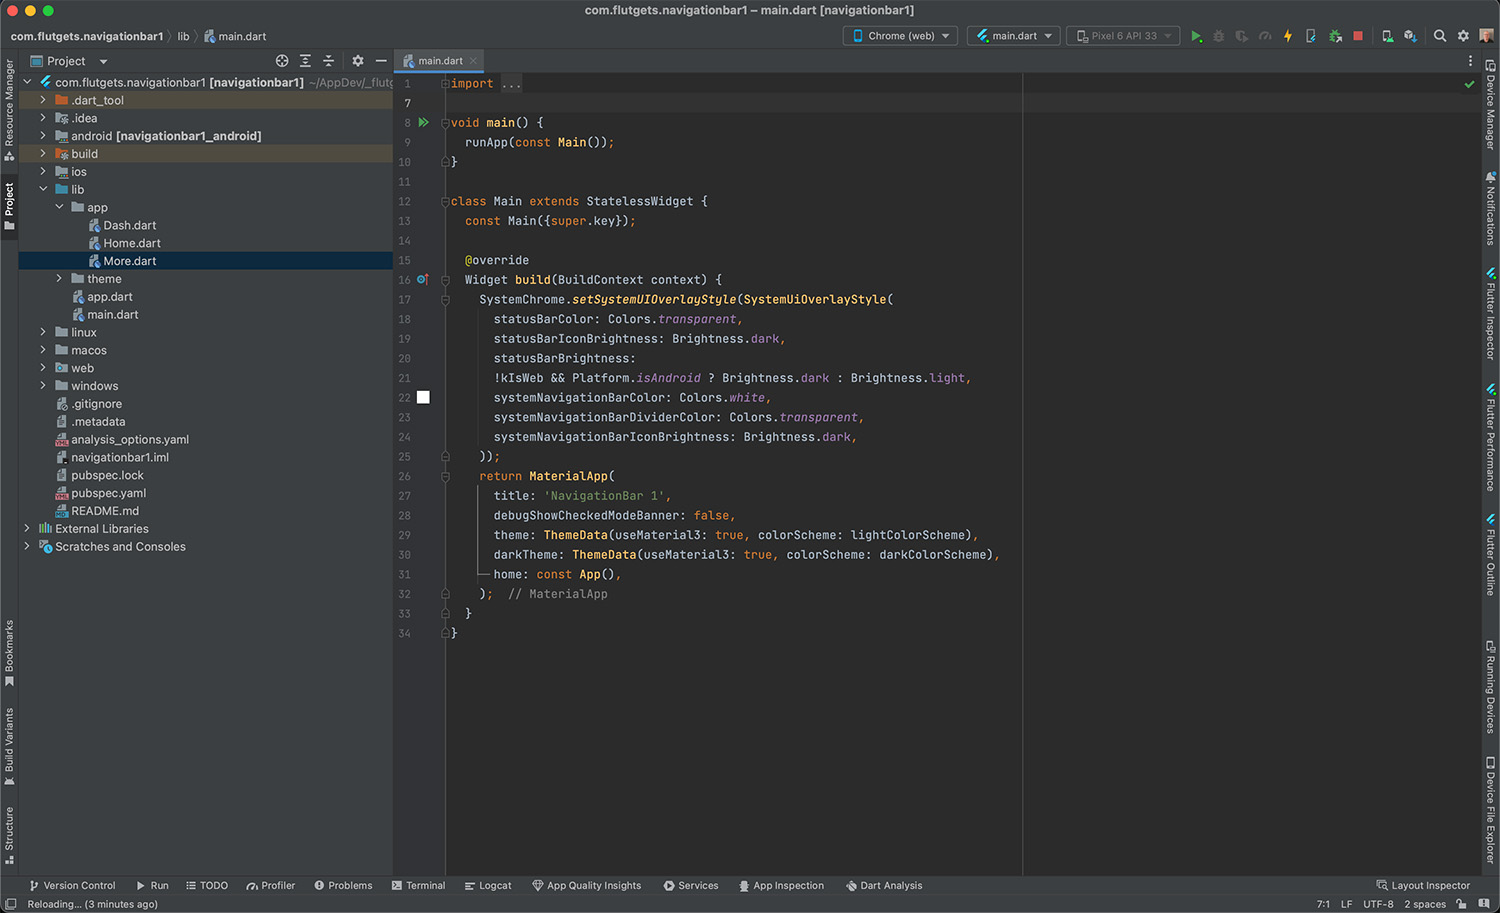 com.flutgets.navigationbar1 – main.dart [navigationbar1]
com.flutgets.navigationbar1 lib main.dart
Chrome (web) main.dart Pixel 6 API 33
Project
main.dart
com.flutgets.navigationbar1 [navigationbar1] ~/AppDev/_flutg
.dart_tool
.idea
android [navigationbar1_android]
build
ios
lib
app
Dash.dart
Home.dart
More.dart
theme
app.dart
main.dart
linux
macos
web
windows
.gitignore
.metadata
analysis_options.yaml
navigationbar1.iml
pubspec.lock
pubspec.yaml
README.md
External Libraries
Scratches and Consoles
Resource Manager
Project
Bookmarks
Build Variants
Structure
1 import ...
7
8 void main() {
9 runApp(const Main());
10 }
11
12 class Main extends StatelessWidget {
13 const Main({super.key});
14
15 @override
16 Widget build(BuildContext context) {
17 SystemChrome.setSystemUIOverlayStyle(SystemUiOverlayStyle(
18 statusBarColor: Colors.transparent,
19 statusBarIconBrightness: Brightness.dark,
20 statusBarBrightness:
21 !kIsWeb && Platform.isAndroid ? Brightness.dark : Brightness.light,
22 systemNavigationBarColor: Colors.white,
23 systemNavigationBarDividerColor: Colors.transparent,
24 systemNavigationBarIconBrightness: Brightness.dark,
25 ));
26 return MaterialApp(
27 title: 'NavigationBar 1',
28 debugShowCheckedModeBanner: false,
29 theme: ThemeData(useMaterial3: true, colorScheme: lightColorScheme),
30 darkTheme: ThemeData(useMaterial3: true, colorScheme: darkColorScheme),
31 home: const App(),
32 ); // MaterialApp
33 }
34 }
Device Manager
Notifications
Flutter Inspector
Flutter Performance
Flutter Outline
Running Devices
Device File Explorer
Version Control Run TODO Profiler Problems Terminal Logcat App Quality Insights Services App Inspection Dart Analysis Layout Inspector
Reloading... (3 minutes ago) 7:1 LF UTF-8 2 spaces